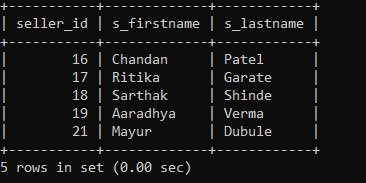 +-----------+-------------+------------+
| seller_id | s_firstname | s_lastname |
+-----------+-------------+------------+
|        16 | Chandan     | Patel      |
|        17 | Ritika      | Garate     |
|        18 | Sarthak     | Shinde     |
|        19 | Aaradhya    | Verma      |
|        21 | Mayur       | Dubule     |
+-----------+-------------+------------+
5 rows in set (0.00 sec)